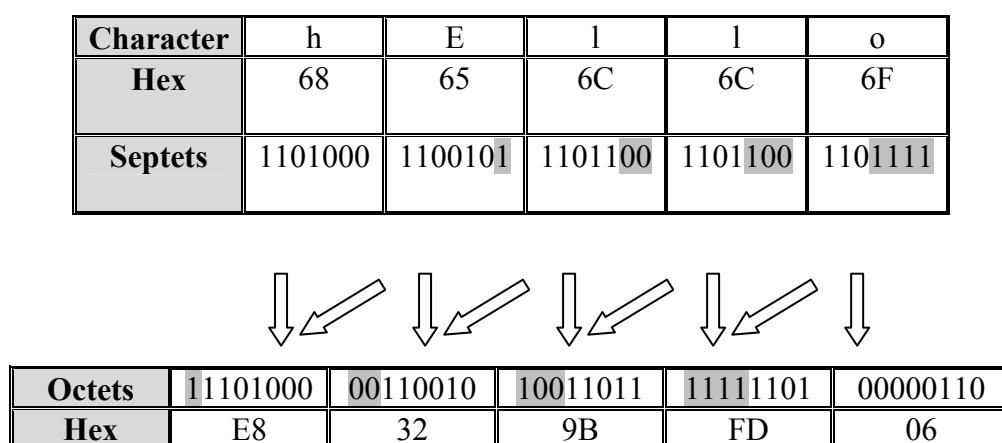 Character h E l l o
Hex 68 65 6C 6C 6F
Septets 1101000 1100101 1101100 1101100 1101111
Octets 11101000 00110010 10011011 11111101 00000110
Hex E8 32 9B FD 06